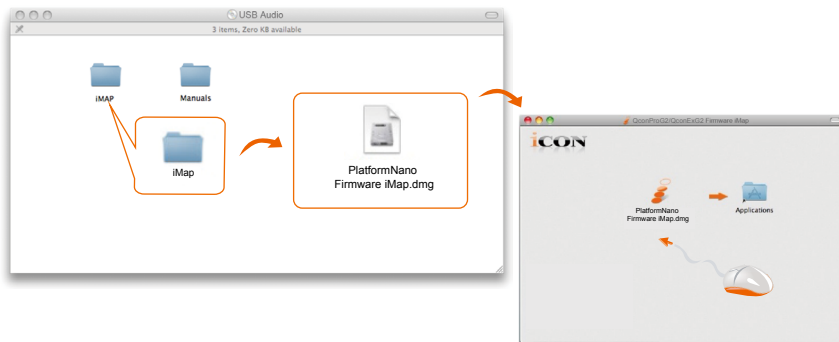 USB Audio
3 items, Zero KB available
iMAP
Manuals
iMap
PlatformNano
Firmware iMap.dmg
QconProG2/QconExG2 Firmware iMap
iCON
PlatformNano
Firmware iMap.dmg
Applications